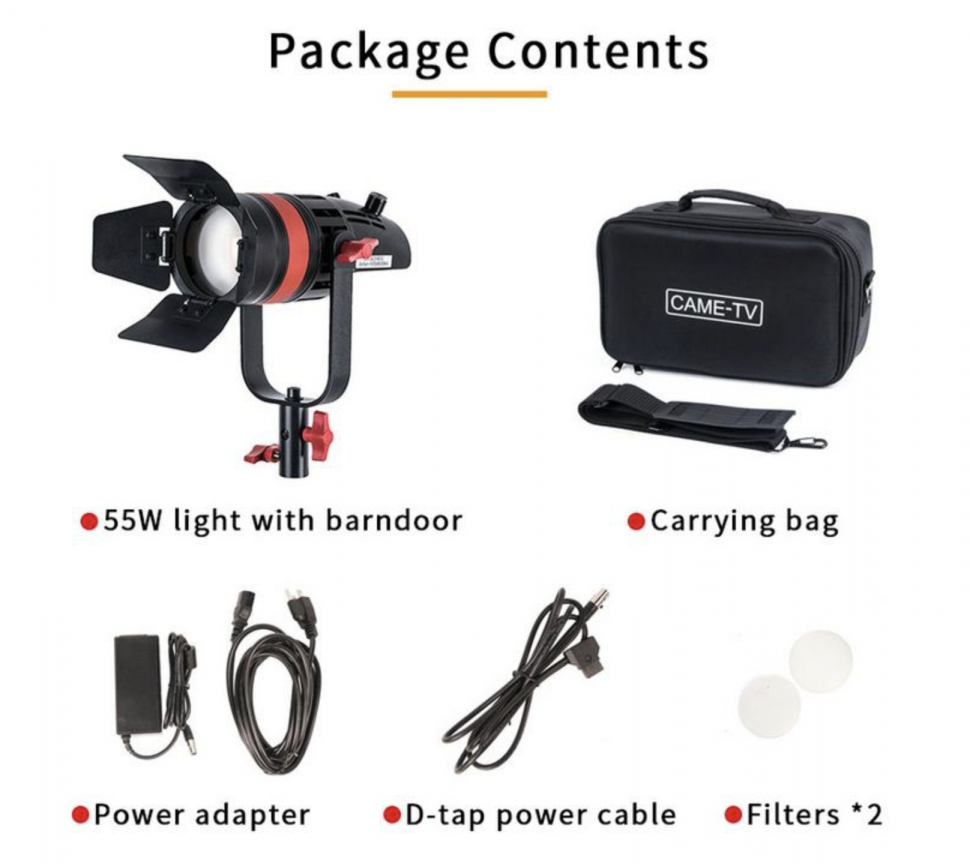 Package Contents
CAME-TV
55W light with barndoor
Carrying bag
Power adapter
D-tap power cable
Filters *2